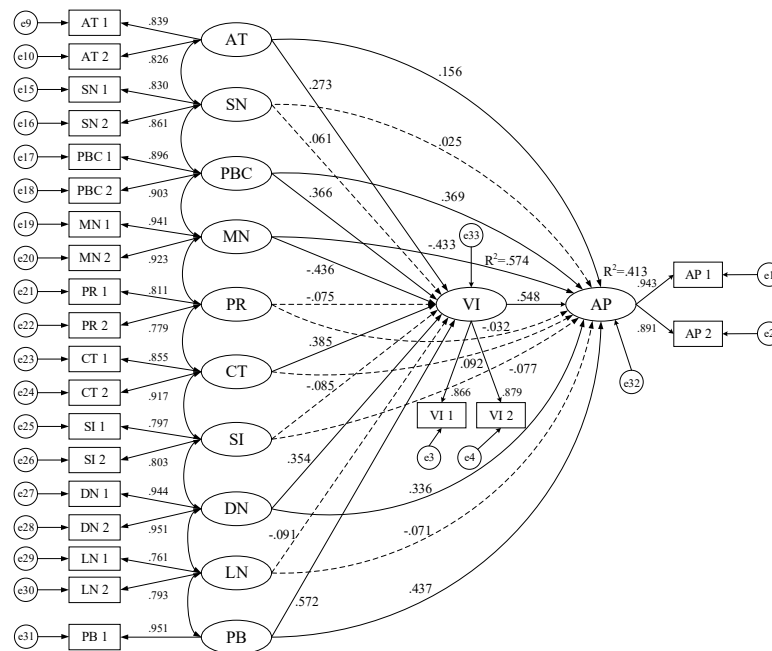 e9 AT 1 .839 AT
e10 AT 2 .826
e15 SN 1 .830 SN
e16 SN 2 .861
e17 PBC 1 .896 PBC
e18 PBC 2 .903
e19 MN 1 .941 MN
e20 MN 2 .923
e21 PR 1 .811 PR
e22 PR 2 .779
e23 CT 1 .855 CT
e24 CT 2 .917
e25 SI 1 .797 SI
e26 SI 2 .803
e27 DN 1 .944 DN
e28 DN 2 .951
e29 LN 1 .761 LN
e30 LN 2 .793
e31 PB 1 .951 PB
.273
.061
.366
-.436
-.075
.385
-.085
.354
-.091
.572
.156
.025
.369
-.433
-.032
.092
-.077
.336
-.071
.437
e33
R²=.574
VI
.548
.866
.879
VI 1
VI 2
e3
e4
R²=.413
AP
.943
.891
AP 1
AP 2
e32